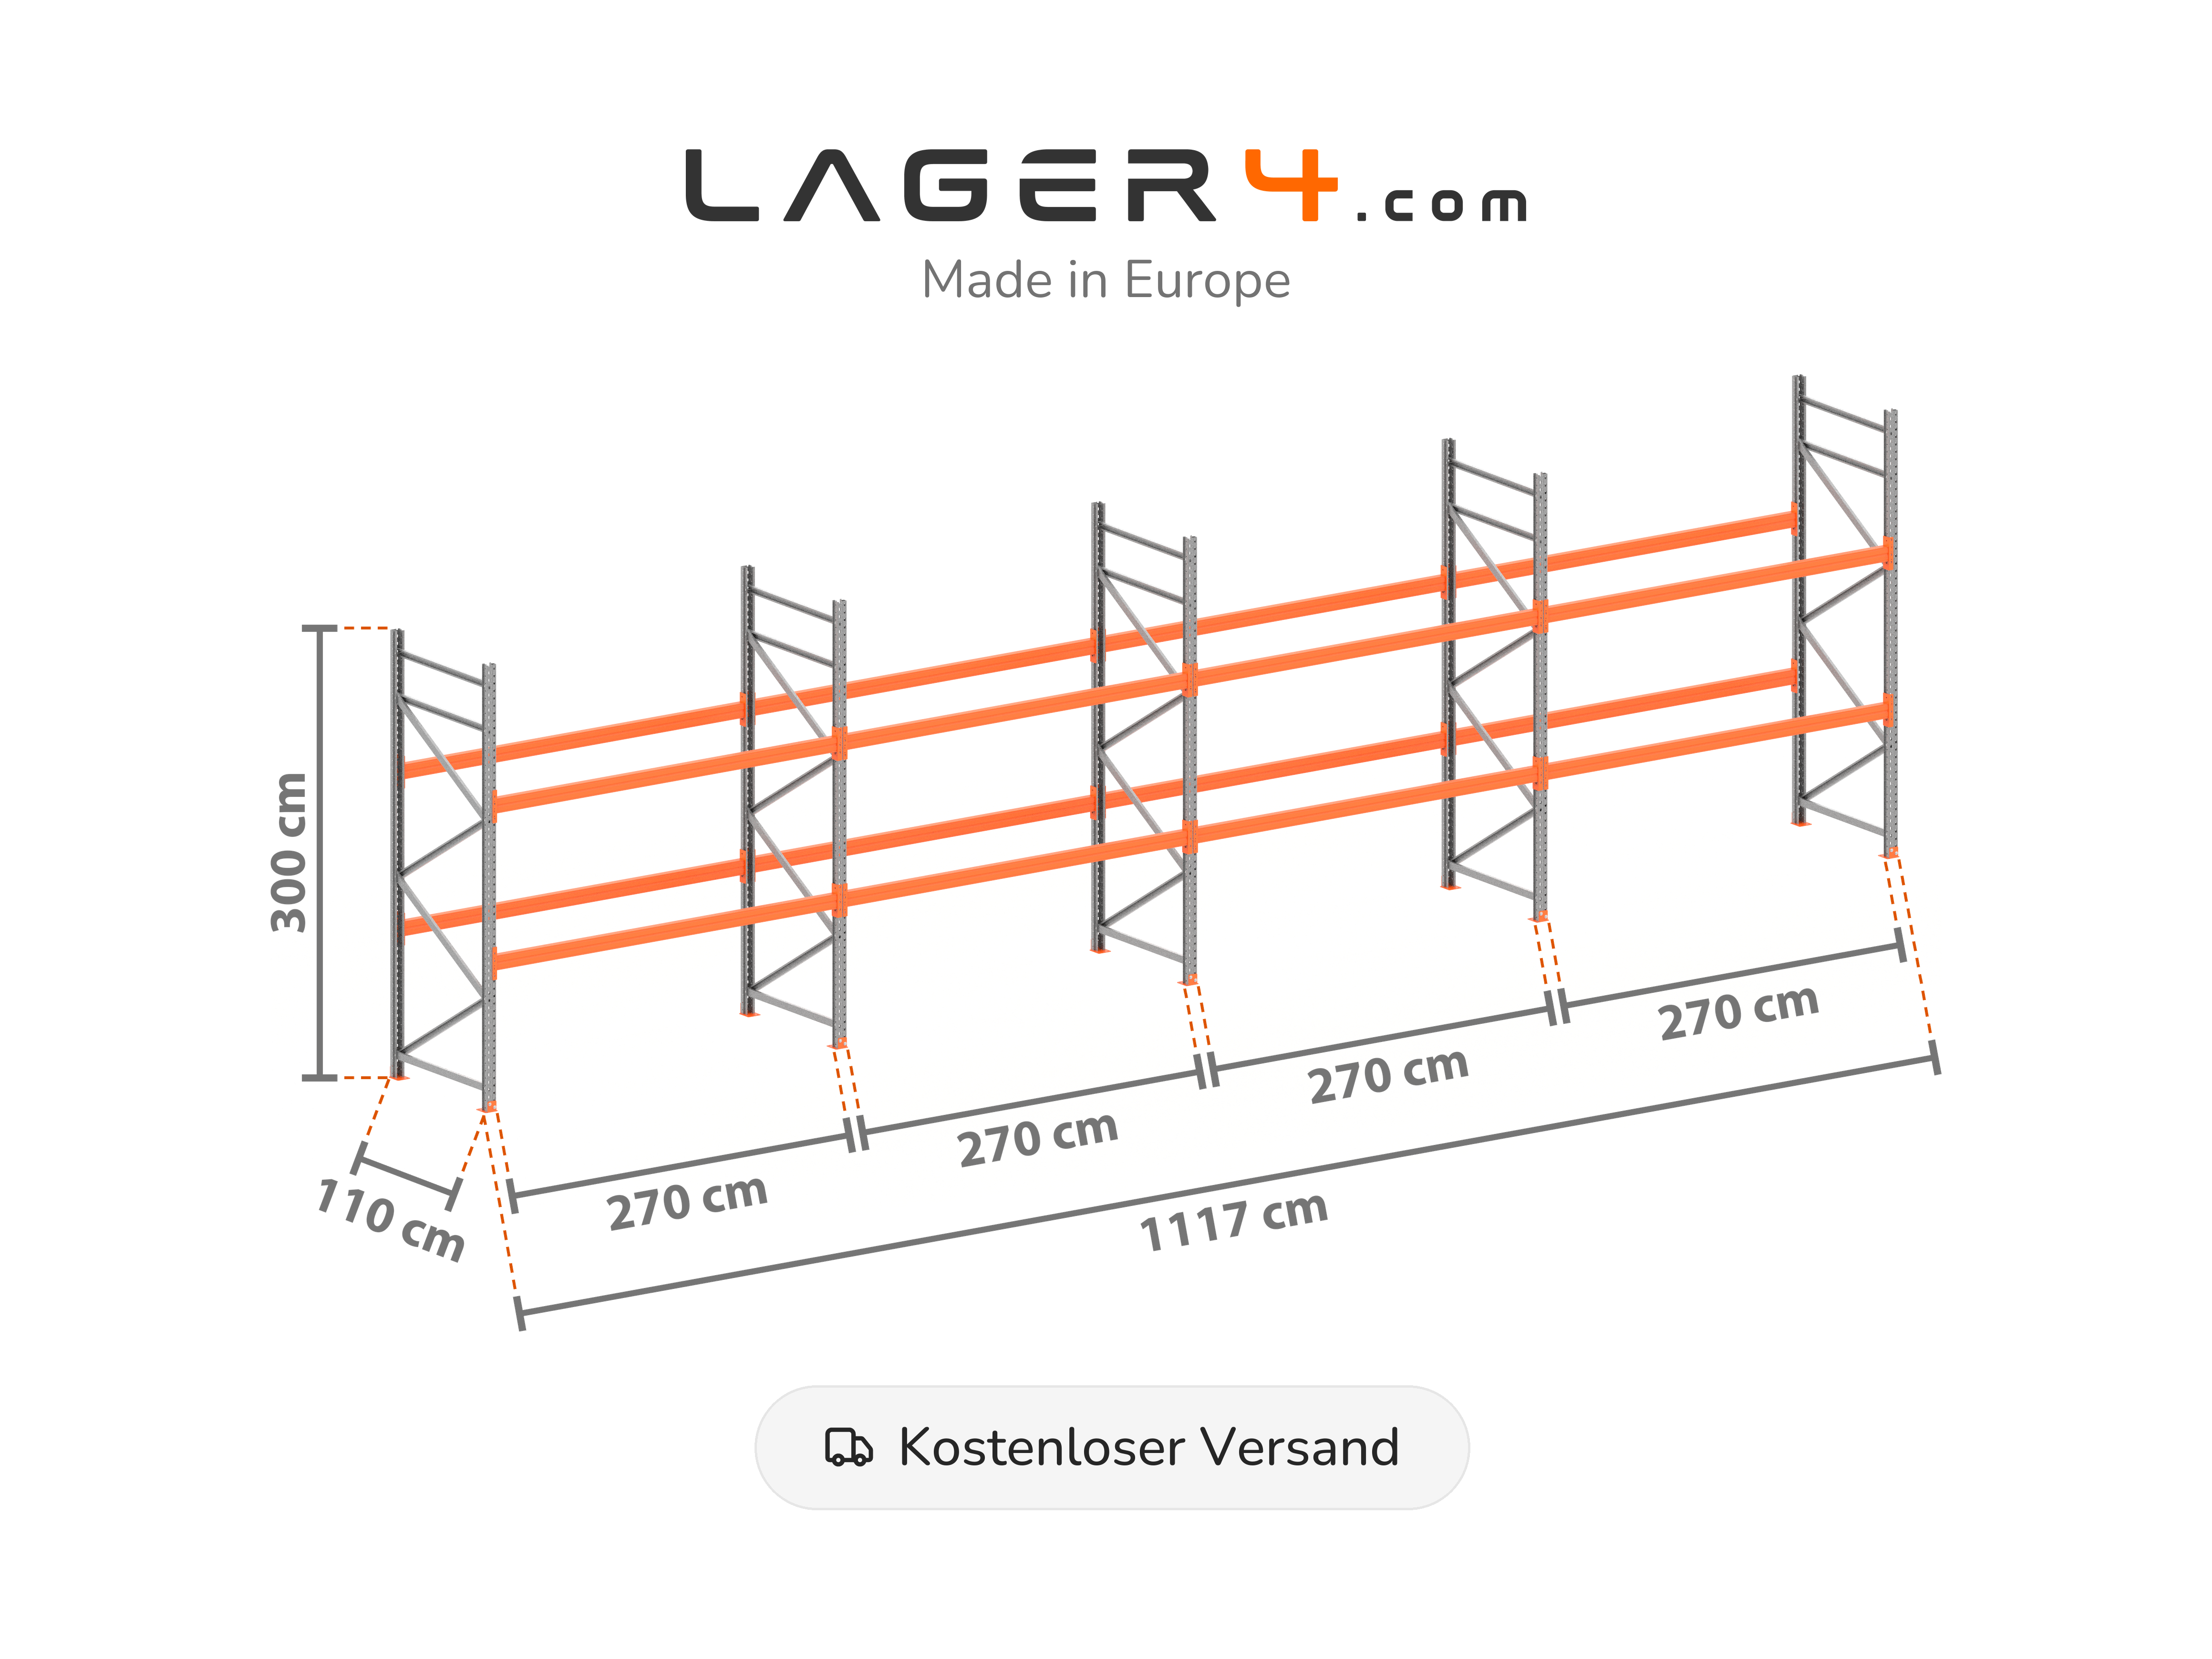 LAGER4.com
Made in Europe
300 cm
110 cm
270 cm
270 cm
270 cm
270 cm
1117 cm
Kostenloser Versand